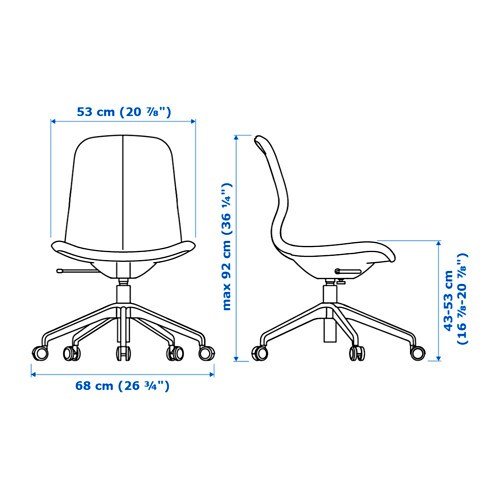 53 cm (20 ⅞")
max 92 cm (36 ¼")
43-53 cm
(16 ⅞-20 ⅞")
68 cm (26 ¾")